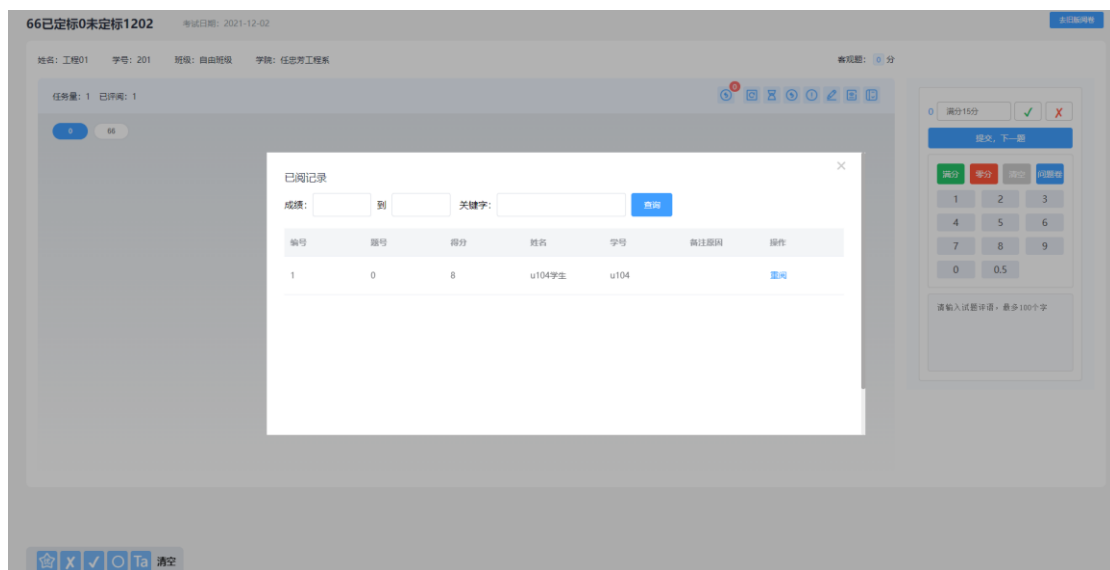 66已定标0未定标1202 考试日期: 2021-12-02 去旧版阅卷
姓名: 工程01 学号: 201 班级: 自由班级 学院: 任忠芳工程系 客观题: 0 分
任务量: 1 已评阅: 1 0
0 66
0 满分15分
提交, 下一题
满分 零分 清空 问题卷
1 2 3
4 5 6
7 8 9
0 0.5
请输入试题评语, 最多100个字
已阅记录
成绩: 到 关键字: 查询
编号 题号 得分 姓名 学号 备注原因 操作
1 0 8 u104学生 u104 重阅
Ta 清空